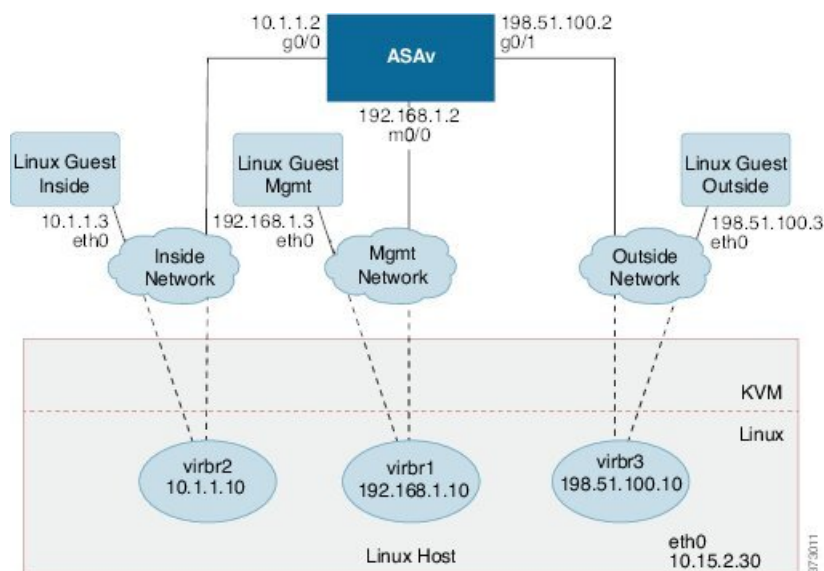 10.1.1.2
g0/0
ASAv
198.51.100.2
g0/1
192.168.1.2
m0/0
Linux Guest
Inside
Linux Guest
Mgmt
Linux Guest
Outside
10.1.1.3
eth0
192.168.1.3
eth0
198.51.100.3
eth0
Inside
Network
Mgmt
Network
Outside
Network
KVM
Linux
virbr2
10.1.1.10
virbr1
192.168.1.10
virbr3
198.51.100.10
Linux Host
eth0
10.15.2.30
373011